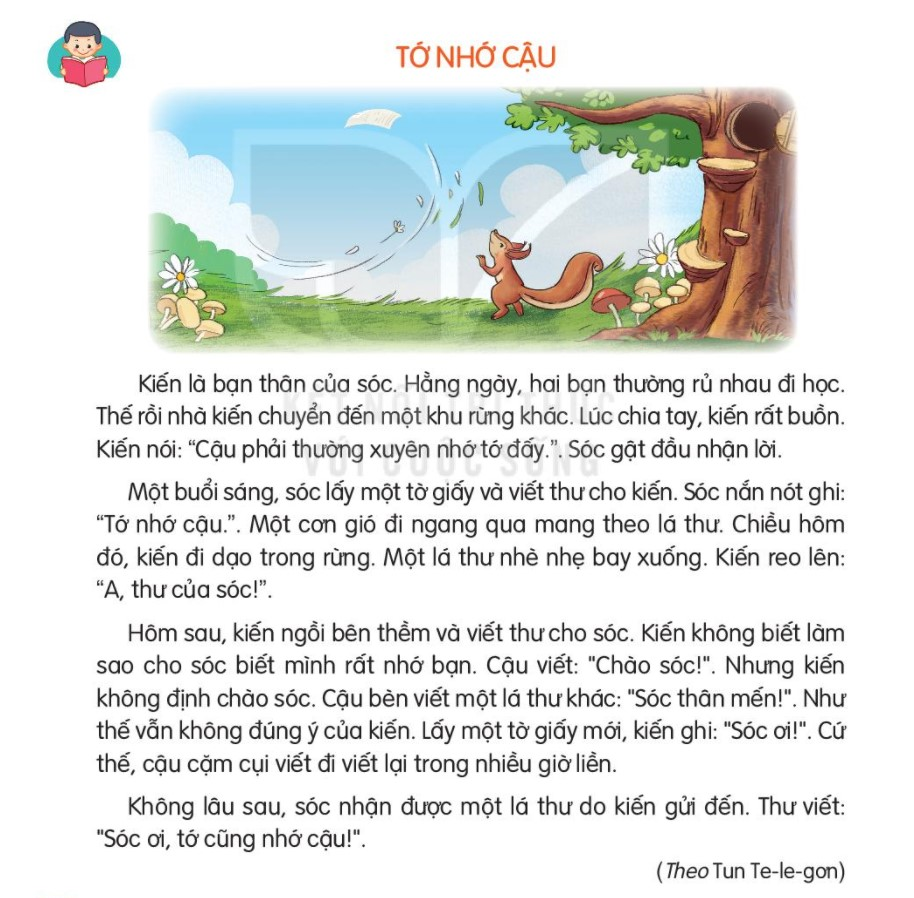 TỚ NHỚ CẬU
Kiến là bạn thân của sóc. Hằng ngày, hai bạn thường rủ nhau đi học.
Thế rồi nhà kiến chuyển đến một khu rừng khác. Lúc chia tay, kiến rất buồn.
Kiến nói: “Cậu phải thường xuyên nhớ tớ đấy.”. Sóc gật đầu nhận lời.
KẾT NỐI TRI THỨC
VỚI CUỘC SỐNG
Một buổi sáng, sóc lấy một tờ giấy và viết thư cho kiến. Sóc nắn nót ghi:
“Tớ nhớ cậu.”. Một cơn gió đi ngang qua mang theo lá thư. Chiều hôm
đó, kiến đi dạo trong rừng. Một lá thư nhè nhẹ bay xuống. Kiến reo lên:
“A, thư của sóc!”.
Hôm sau, kiến ngồi bên thềm và viết thư cho sóc. Kiến không biết làm
sao cho sóc biết mình rất nhớ bạn. Cậu viết: "Chào sóc!". Nhưng kiến
không định chào sóc. Cậu bèn viết một lá thư khác: "Sóc thân mến!". Như
thế vẫn không đúng ý của kiến. Lấy một tờ giấy mới, kiến ghi: "Sóc ơi!". Cứ
thế, cậu cặm cụi viết đi viết lại trong nhiều giờ liền.
Không lâu sau, sóc nhận được một lá thư do kiến gửi đến. Thư viết:
"Sóc ơi, tớ cũng nhớ cậu!".
(Theo Tun Te-le-gơn)